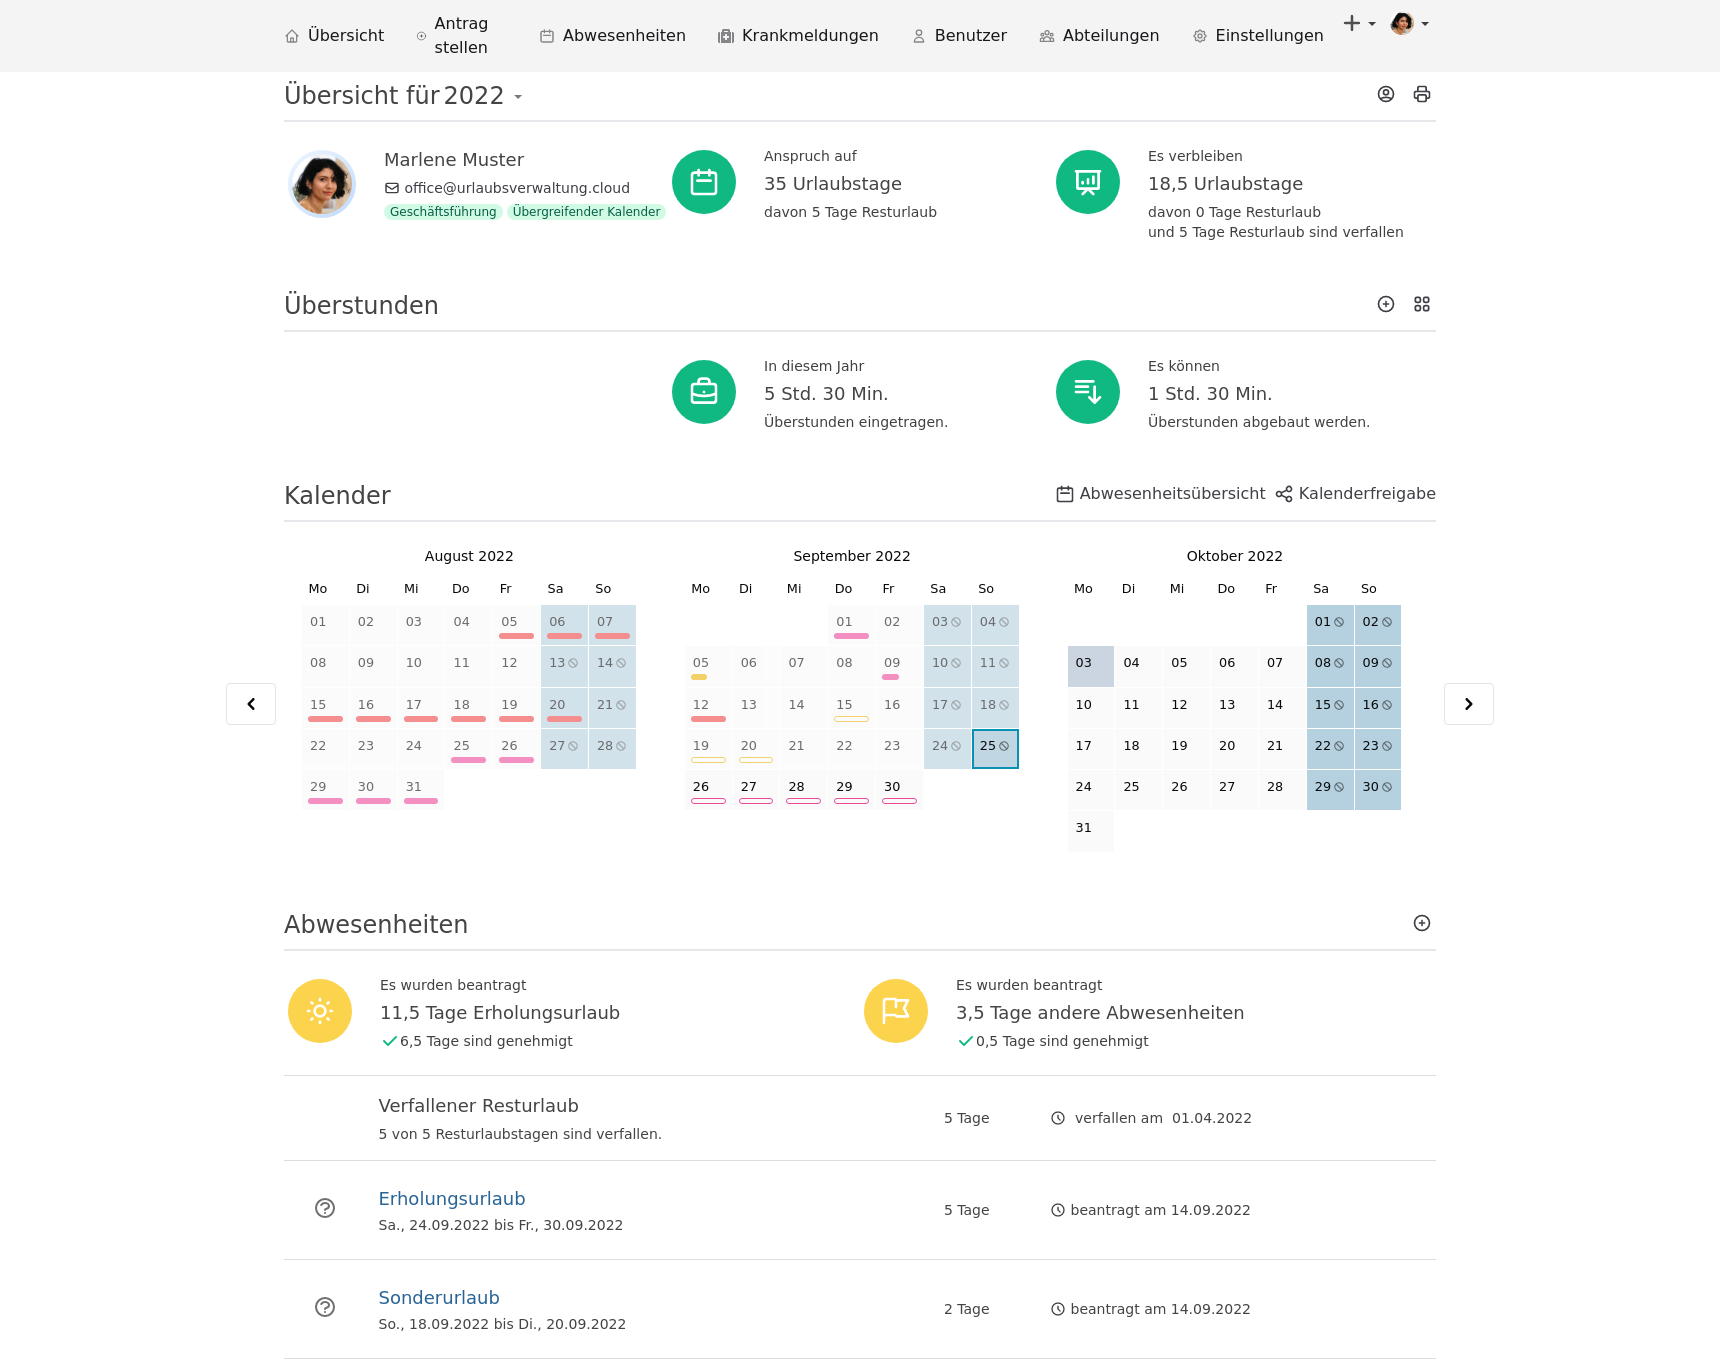 Übersicht
Antrag
stellen
Abwesenheiten
Krankmeldungen
Benutzer
Abteilungen
Einstellungen
Übersicht für 2022
Marlene Muster
office@urlaubsverwaltung.cloud
Geschäftsführung Übergreifender Kalender
Anspruch auf
35 Urlaubstage
davon 5 Tage Resturlaub
Es verbleiben
18,5 Urlaubstage
davon 0 Tage Resturlaub
und 5 Tage Resturlaub sind verfallen
Überstunden
In diesem Jahr
5 Std. 30 Min.
Überstunden eingetragen.
Es können
1 Std. 30 Min.
Überstunden abgebaut werden.
Kalender
Abwesenheitsübersicht Kalenderfreigabe
August 2022
Mo Di Mi Do Fr Sa So
01 02 03 04 05 06 07
08 09 10 11 12 13 14
15 16 17 18 19 20 21
22 23 24 25 26 27 28
29 30 31
September 2022
Mo Di Mi Do Fr Sa So
01 02 03 04
05 06 07 08 09 10 11
12 13 14 15 16 17 18
19 20 21 22 23 24 25
26 27 28 29 30
Oktober 2022
Mo Di Mi Do Fr Sa So
01 02
03 04 05 06 07 08 09
10 11 12 13 14 15 16
17 18 19 20 21 22 23
24 25 26 27 28 29 30
31
Abwesenheiten
Es wurden beantragt
11,5 Tage Erholungsurlaub
6,5 Tage sind genehmigt
Es wurden beantragt
3,5 Tage andere Abwesenheiten
0,5 Tage sind genehmigt
Verfallener Resturlaub
5 von 5 Resturlaubstagen sind verfallen.
5 Tage
verfallen am 01.04.2022
Erholungsurlaub
Sa., 24.09.2022 bis Fr., 30.09.2022
5 Tage
beantragt am 14.09.2022
Sonderurlaub
So., 18.09.2022 bis Di., 20.09.2022
2 Tage
beantragt am 14.09.2022